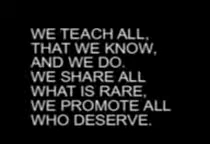 WE TEACH ALL,
THAT WE KNOW,
AND WE DO.
WE SHARE ALL
WHAT IS RARE,
WE PROMOTE ALL
WHO DESERVE.